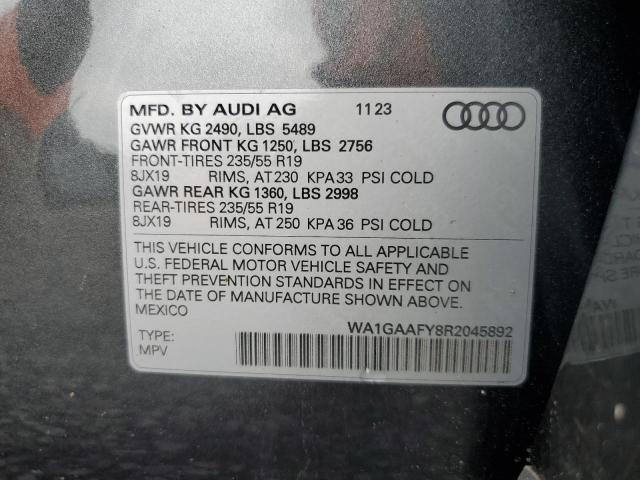 MFD. BY AUDI AG 11 23
GVWR KG 2490, LBS 5489
GAWR FRONT KG 1250, LBS 2756
FRONT-TIRES 235/55 R19
8JX19 RIMS, AT 230 KPA 33 PSI COLD
GAWR REAR KG 1360, LBS 2998
REAR-TIRES 235/55 R19
8JX19 RIMS, AT 250 KPA 36 PSI COLD
THIS VEHICLE CONFORMS TO ALL APPLICABLE
U.S. FEDERAL MOTOR VEHICLE SAFETY AND
THEFT PREVENTION STANDARDS IN EFFECT ON
THE DATE OF MANUFACTURE SHOWN ABOVE.
MEXICO
WA1GAAFY8R2045892
TYPE:
MPV